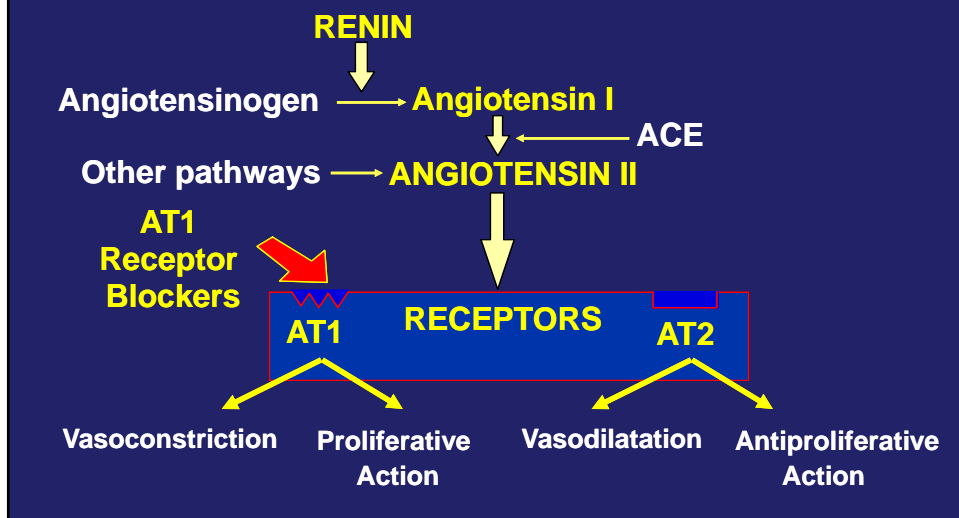 RENIN
Angiotensinogen
Angiotensin I
ACE
Other pathways
ANGIOTENSIN II
AT1
Receptor
Blockers
RECEPTORS
AT1
AT2
Vasoconstriction
Proliferative
Action
Vasodilatation
Antiproliferative
Action